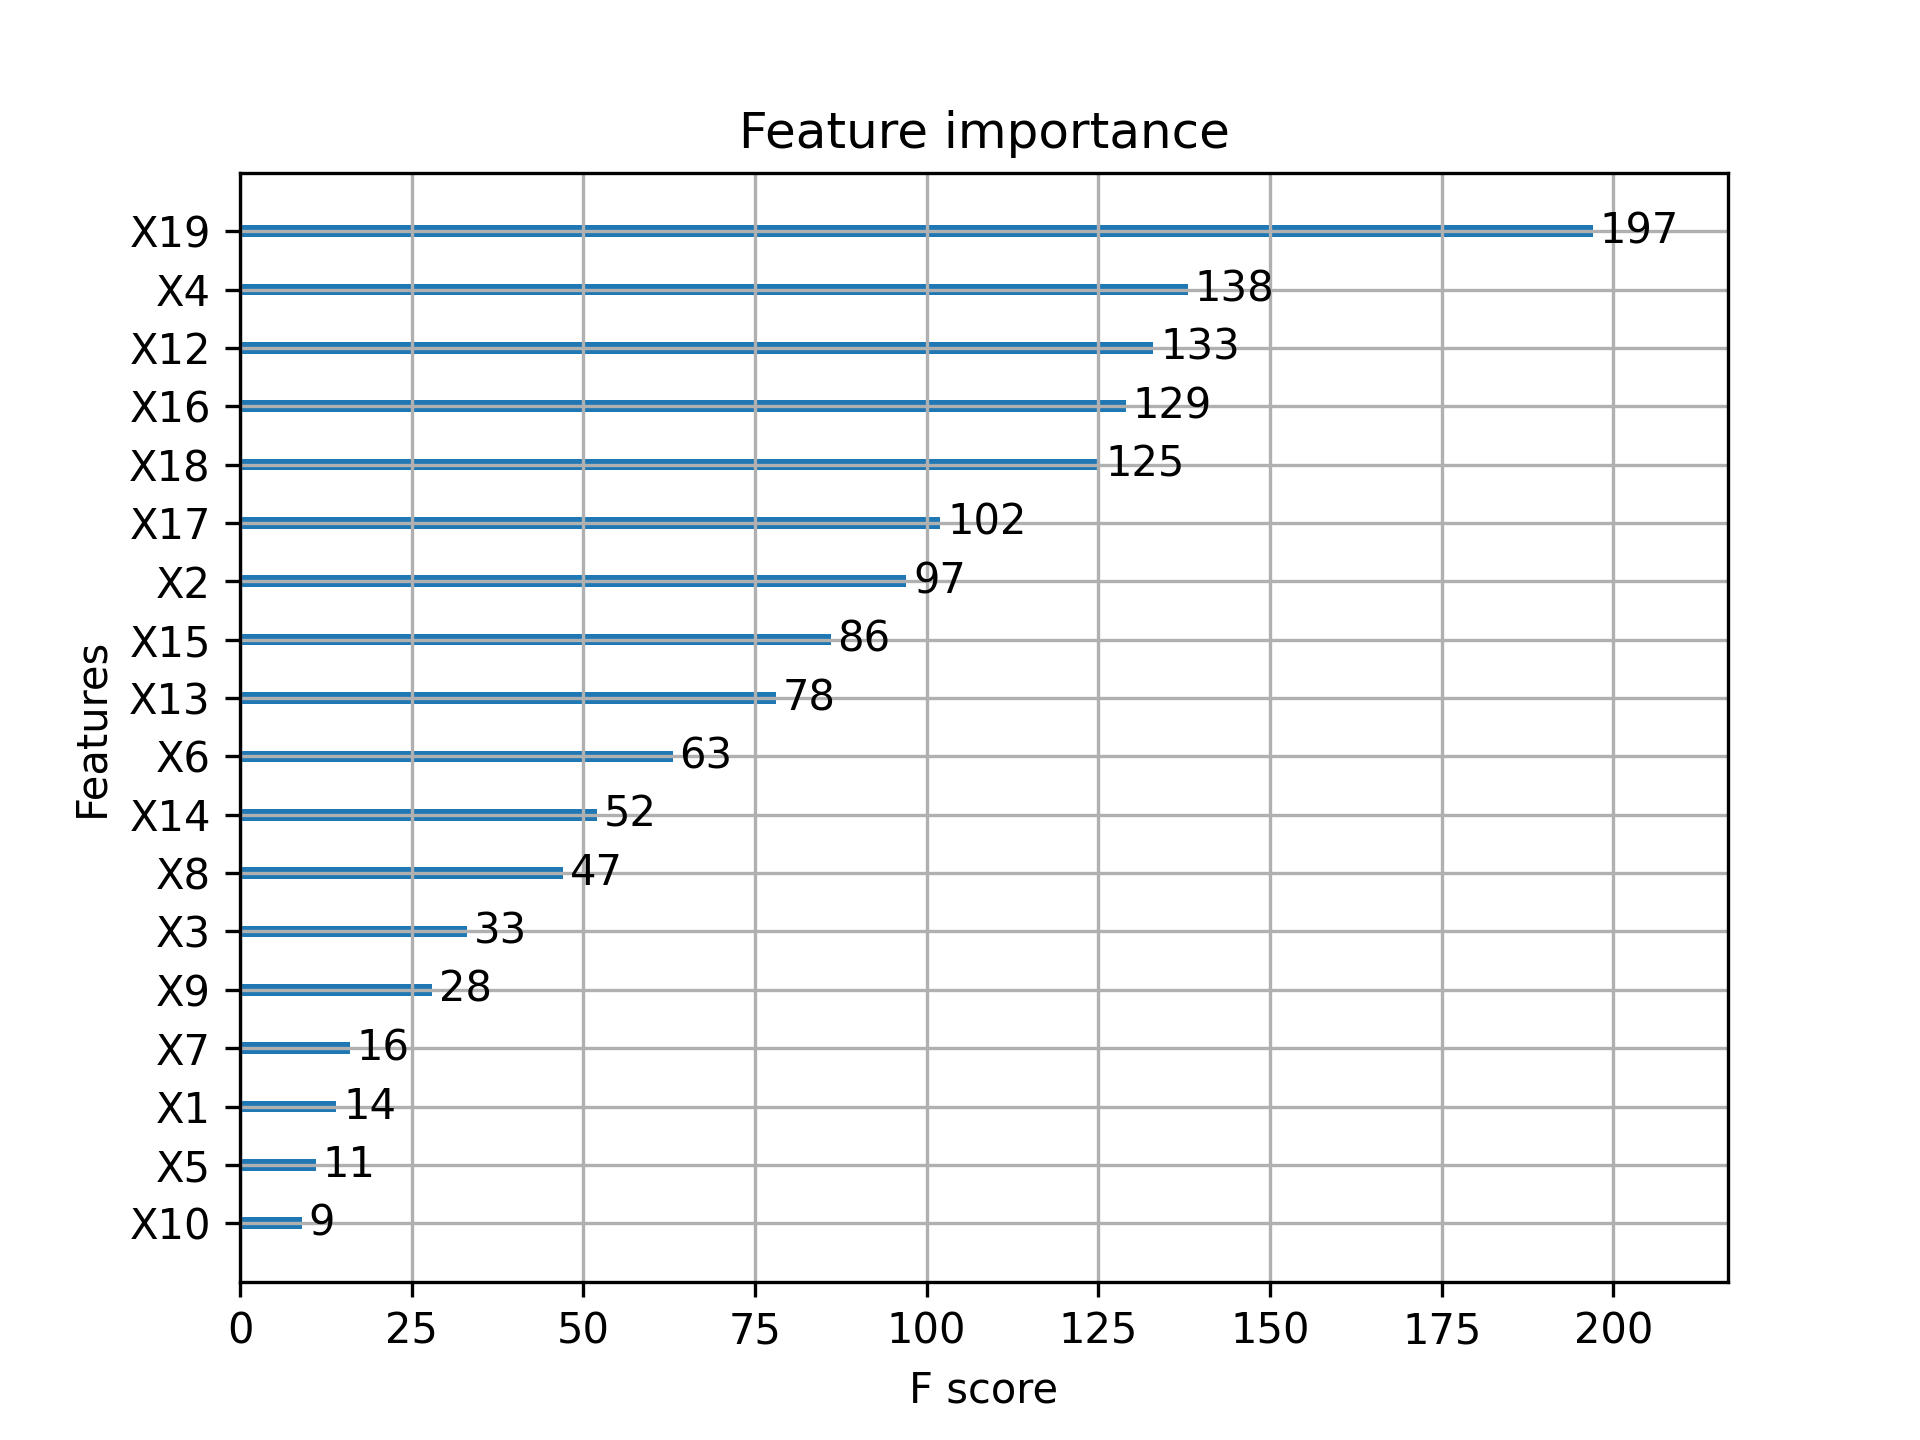 Feature importance
X19 197
X4 138
X12 133
X16 129
X18 125
X17 102
X2 97
X15 86
X13 78
X6 63
X14 52
X8 47
X3 33
X9 28
X7 16
X1 14
X5 11
X10 9
Features
0 25 50 75 100 125 150 175 200
F score